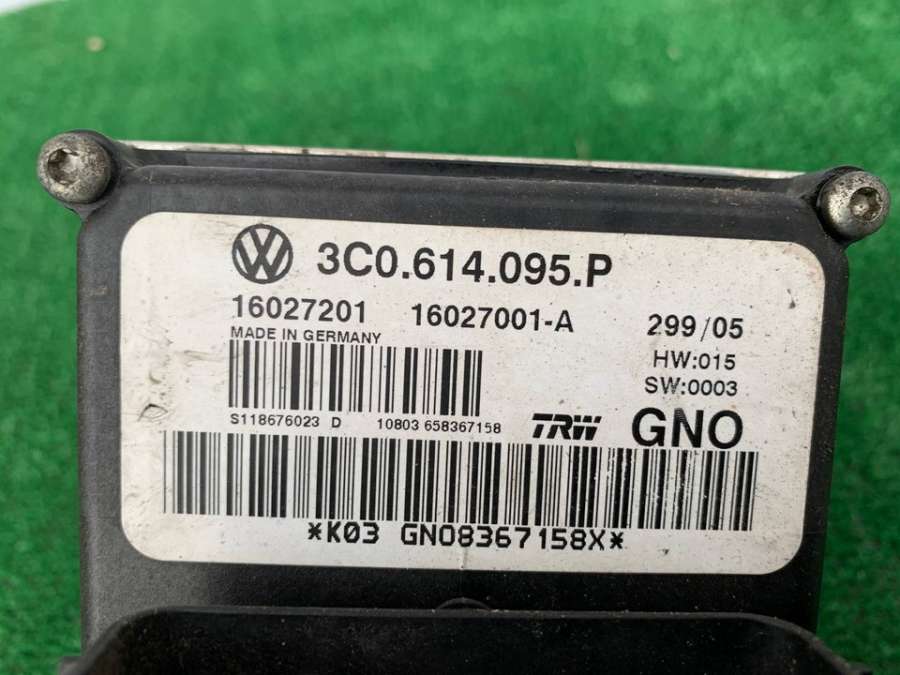 3C0.614.095.P
16027201 16027001-A 299/05
MADE IN GERMANY HW:015
SW:0003
S118676023 D 10803 658367158 TRW GNO
*K03 GNO8367158X*